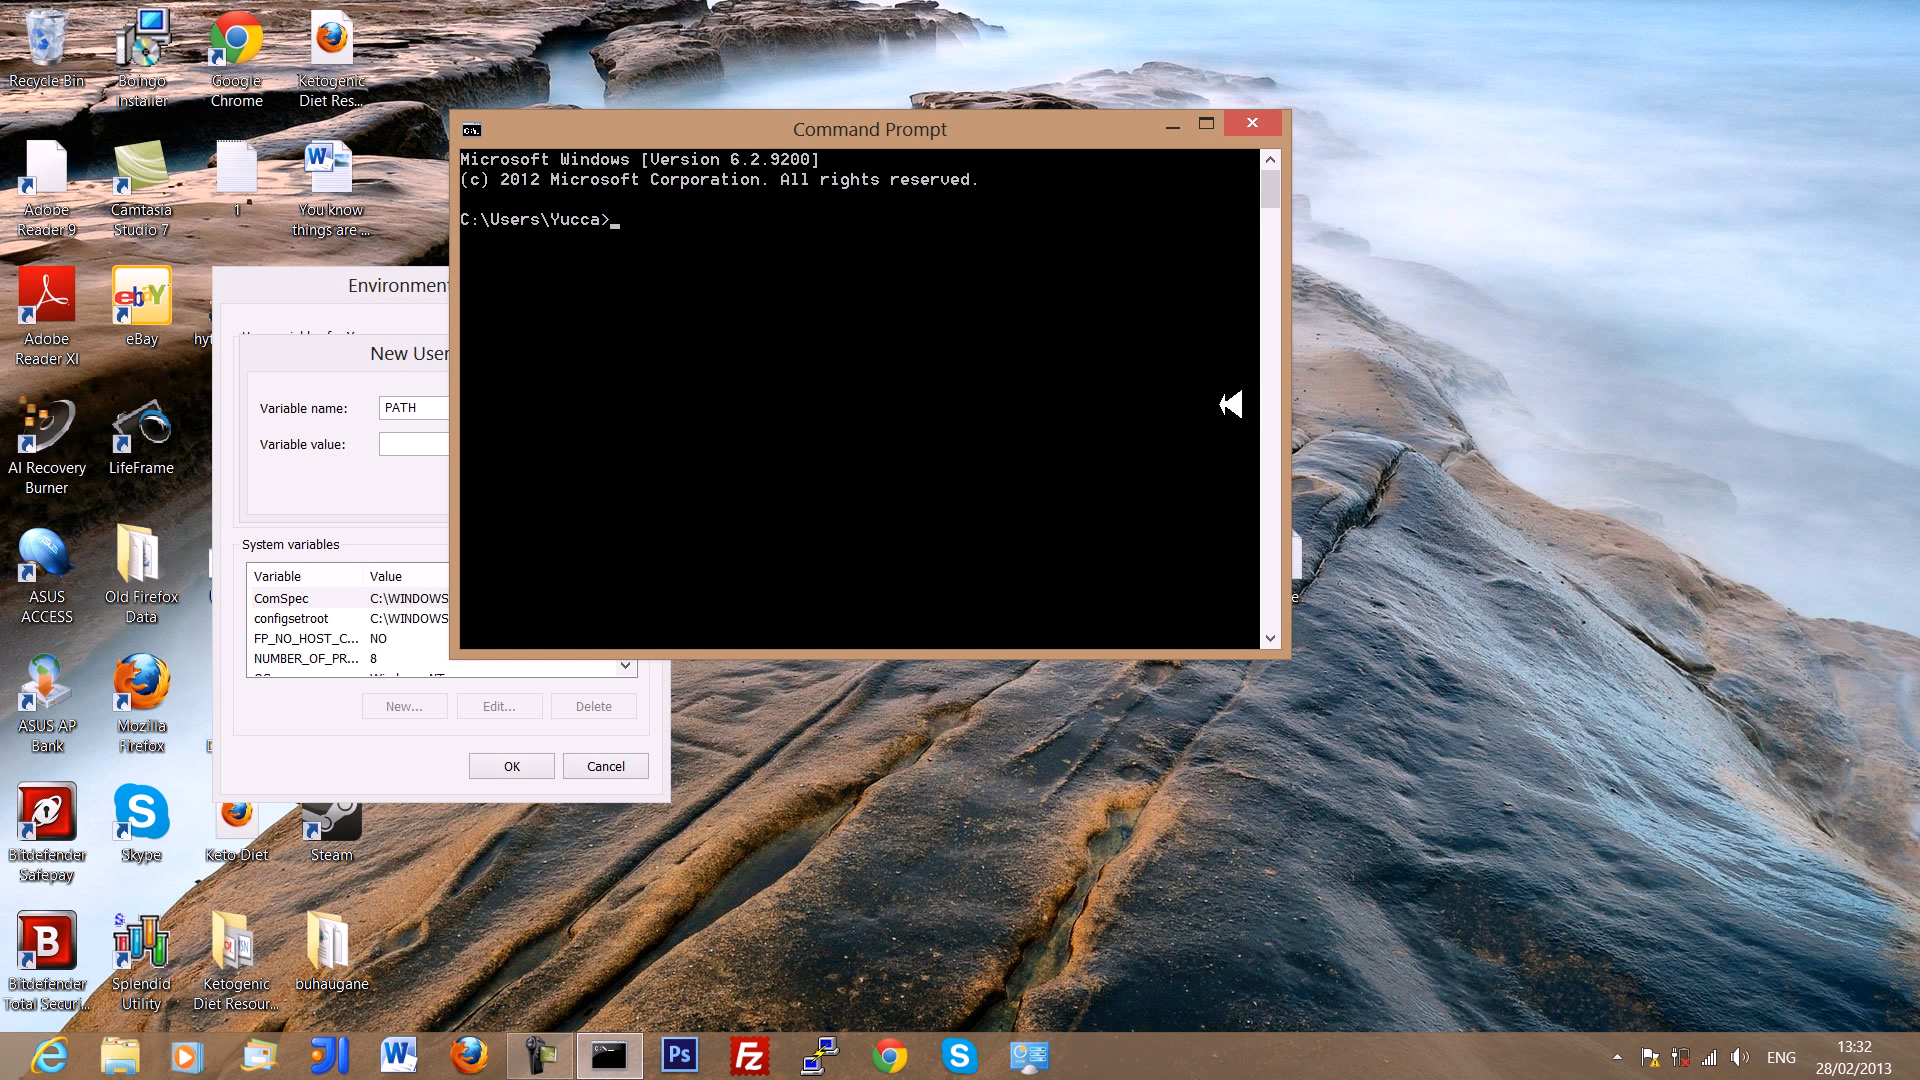 Recycle Bin
Boingo
Installer
Google
Chrome
Ketogenic
Diet Res...
Adobe
Reader 9
Camtasia
Studio 7
1
You know
things are ...
Adobe
Reader XI
eBay
AI Recovery
Burner
LifeFrame
ASUS
ACCESS
Old Firefox
Data
ASUS AP
Bank
Mozilla
Firefox
Bitdefender
Safepay
Skype
Keto Diet
Steam
Bitdefender
Total Securi...
Splendid
Utility
Ketogenic
Diet Resour...
buhaugane
Command Prompt
Microsoft Windows [Version 6.2.9200]
(c) 2012 Microsoft Corporation. All rights reserved.
C:\Users\Yucca>
Environment
New User
Variable name:
PATH
Variable value:
System variables
Variable Value
ComSpec C:\WINDOWS
configsetroot C:\WINDOWS
FP_NO_HOST_C... NO
NUMBER_OF_PR... 8
New...
Edit...
Delete
OK
Cancel
ENG
13:32
28/02/2013